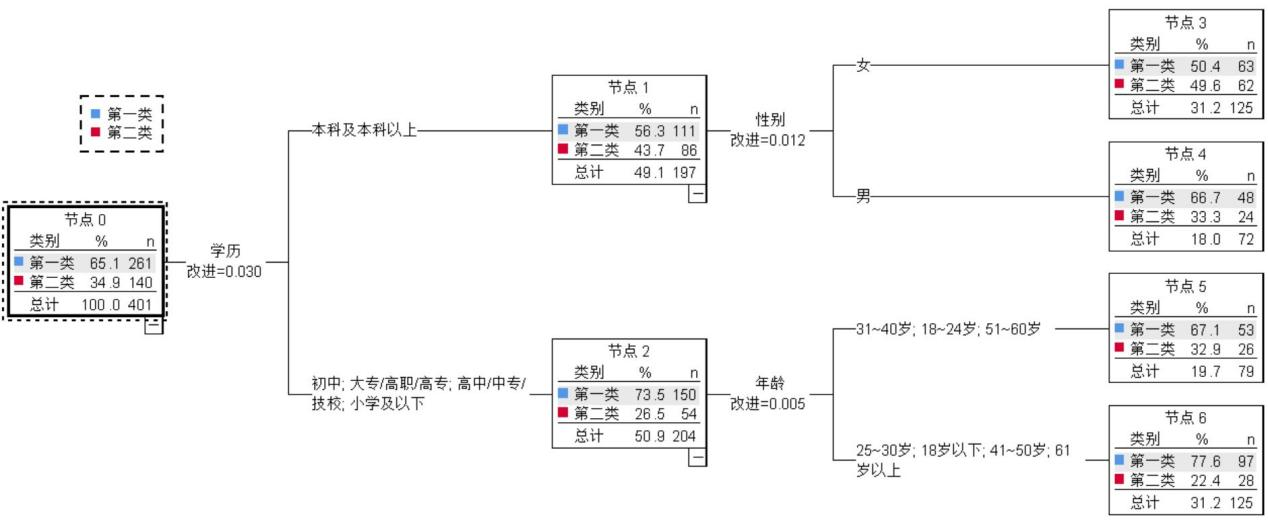 第一类
第二类
节点 0
类别 % n
第一类 65.1 261
第二类 34.9 140
总计 100.0 401
学历
改进=0.030
本科及本科以上
初中; 大专/高职/高专; 高中/中专/
技校; 小学及以下
节点 1
类别 % n
第一类 56.3 111
第二类 43.7 86
总计 49.1 197
性别
改进=0.012
女
男
节点 2
类别 % n
第一类 73.5 150
第二类 26.5 54
总计 50.9 204
年龄
改进=0.005
31~40岁; 18~24岁; 51~60岁
25~30岁; 18岁以下; 41~50岁; 61
岁以上
节点 3
类别 % n
第一类 50.4 63
第二类 49.6 62
总计 31.2 125
节点 4
类别 % n
第一类 66.7 48
第二类 33.3 24
总计 18.0 72
节点 5
类别 % n
第一类 67.1 53
第二类 32.9 26
总计 19.7 79
节点 6
类别 % n
第一类 77.6 97
第二类 22.4 28
总计 31.2 125